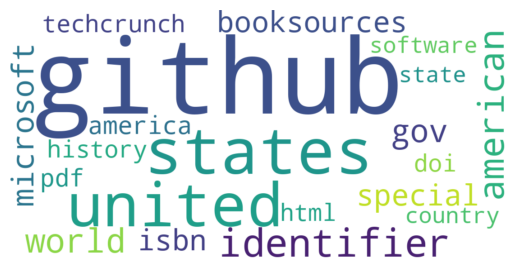 techcrunch booksources
github software
microsoft state american
america gov
history states doi
pdf united special
html country
world isbn identifier